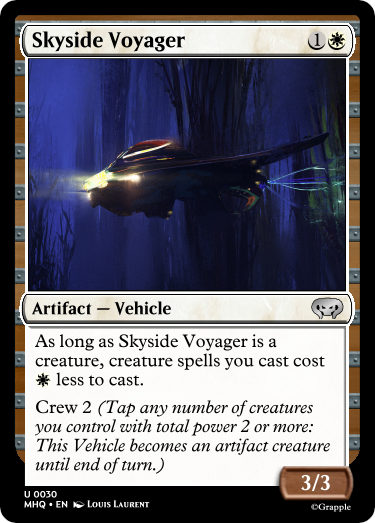 Skyside Voyager 1
Artifact — Vehicle
As long as Skyside Voyager is a
creature, creature spells you cast cost
less to cast.
Crew 2 (Tap any number of creatures
you control with total power 2 or more:
This Vehicle becomes an artifact creature
until end of turn.)
3/3
U 0030
MHQ • EN Louis Laurent
©Grapple